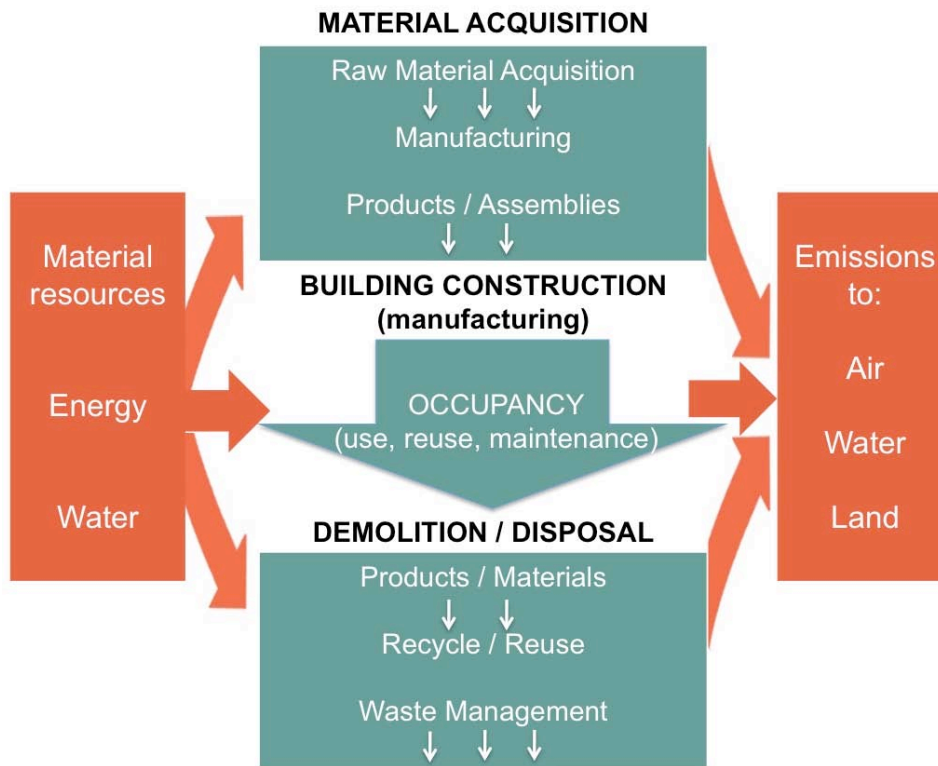 MATERIAL ACQUISITION
Raw Material Acquisition
Manufacturing
Products / Assemblies
Material
resources
Energy
Water
BUILDING CONSTRUCTION
(manufacturing)
OCCUPANCY
(use, reuse, maintenance)
Emissions
to:
Air
Water
Land
DEMOLITION / DISPOSAL
Products / Materials
Recycle / Reuse
Waste Management